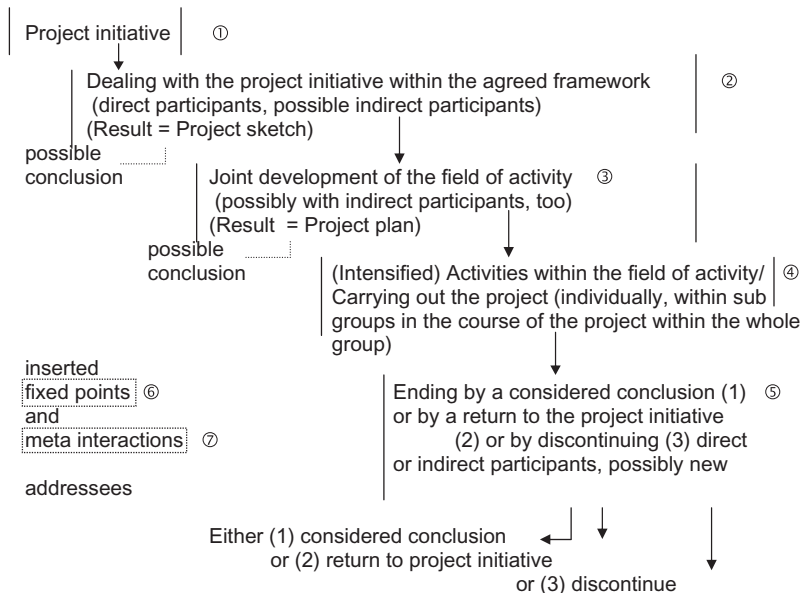 Project initiative ①
Dealing with the project initiative within the agreed framework ②
(direct participants, possible indirect participants)
(Result = Project sketch)
possible
conclusion
Joint development of the field of activity ③
(possibly with indirect participants, too)
(Result = Project plan)
possible
conclusion
(Intensified) Activities within the field of activity/ ④
Carrying out the project (individually, within sub
groups in the course of the project within the whole
group)
inserted
fixed points ⑥
and
meta interactions ⑦
addressees
Ending by a considered conclusion (1) ⑤
or by a return to the project initiative
(2) or by discontinuing (3) direct
or indirect participants, possibly new
Either (1) considered conclusion
or (2) return to project initiative
or (3) discontinue